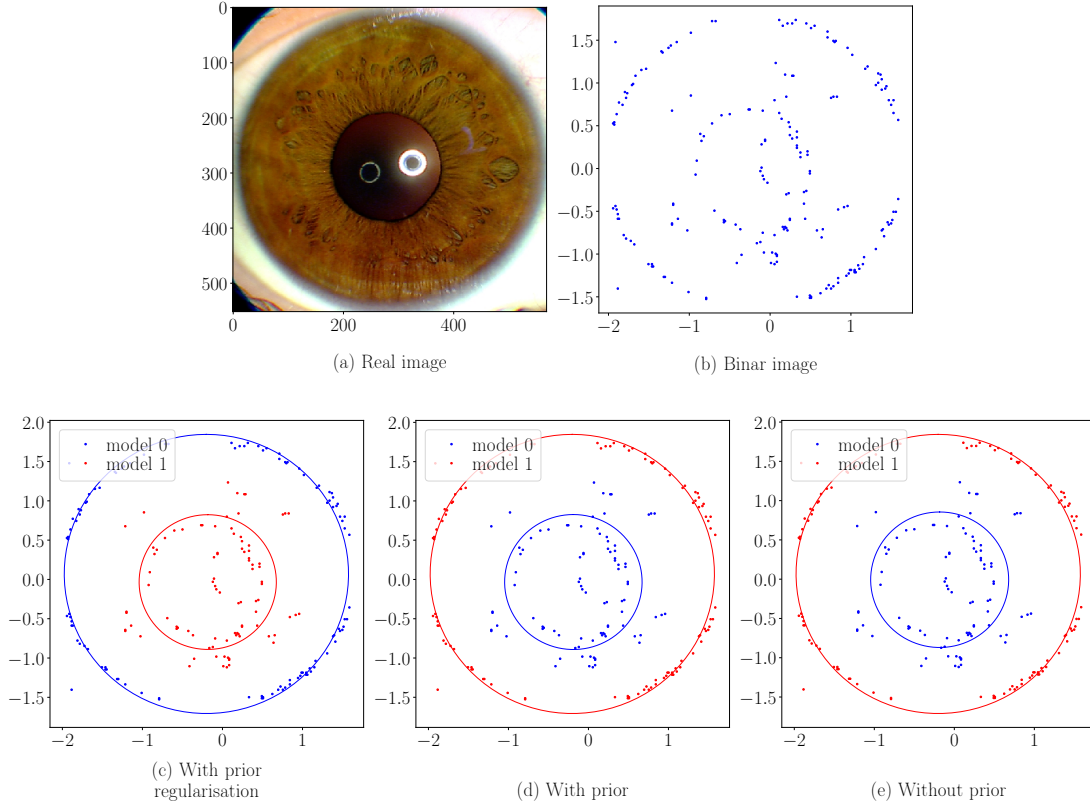 0
100
200
300
400
500
0 200 400
(a) Real image
1.5
1.0
0.5
0.0
−0.5
−1.0
−1.5
−2 −1 0 1
(b) Binar image
2.0
1.5
1.0
0.5
0.0
−0.5
−1.0
−1.5
−2 −1 0 1
model 0
model 1
(c) With prior
regularisation
2.0
1.5
1.0
0.5
0.0
−0.5
−1.0
−1.5
−2 −1 0 1
model 0
model 1
(d) With prior
2.0
1.5
1.0
0.5
0.0
−0.5
−1.0
−1.5
−2 −1 0 1
model 0
model 1
(e) Without prior